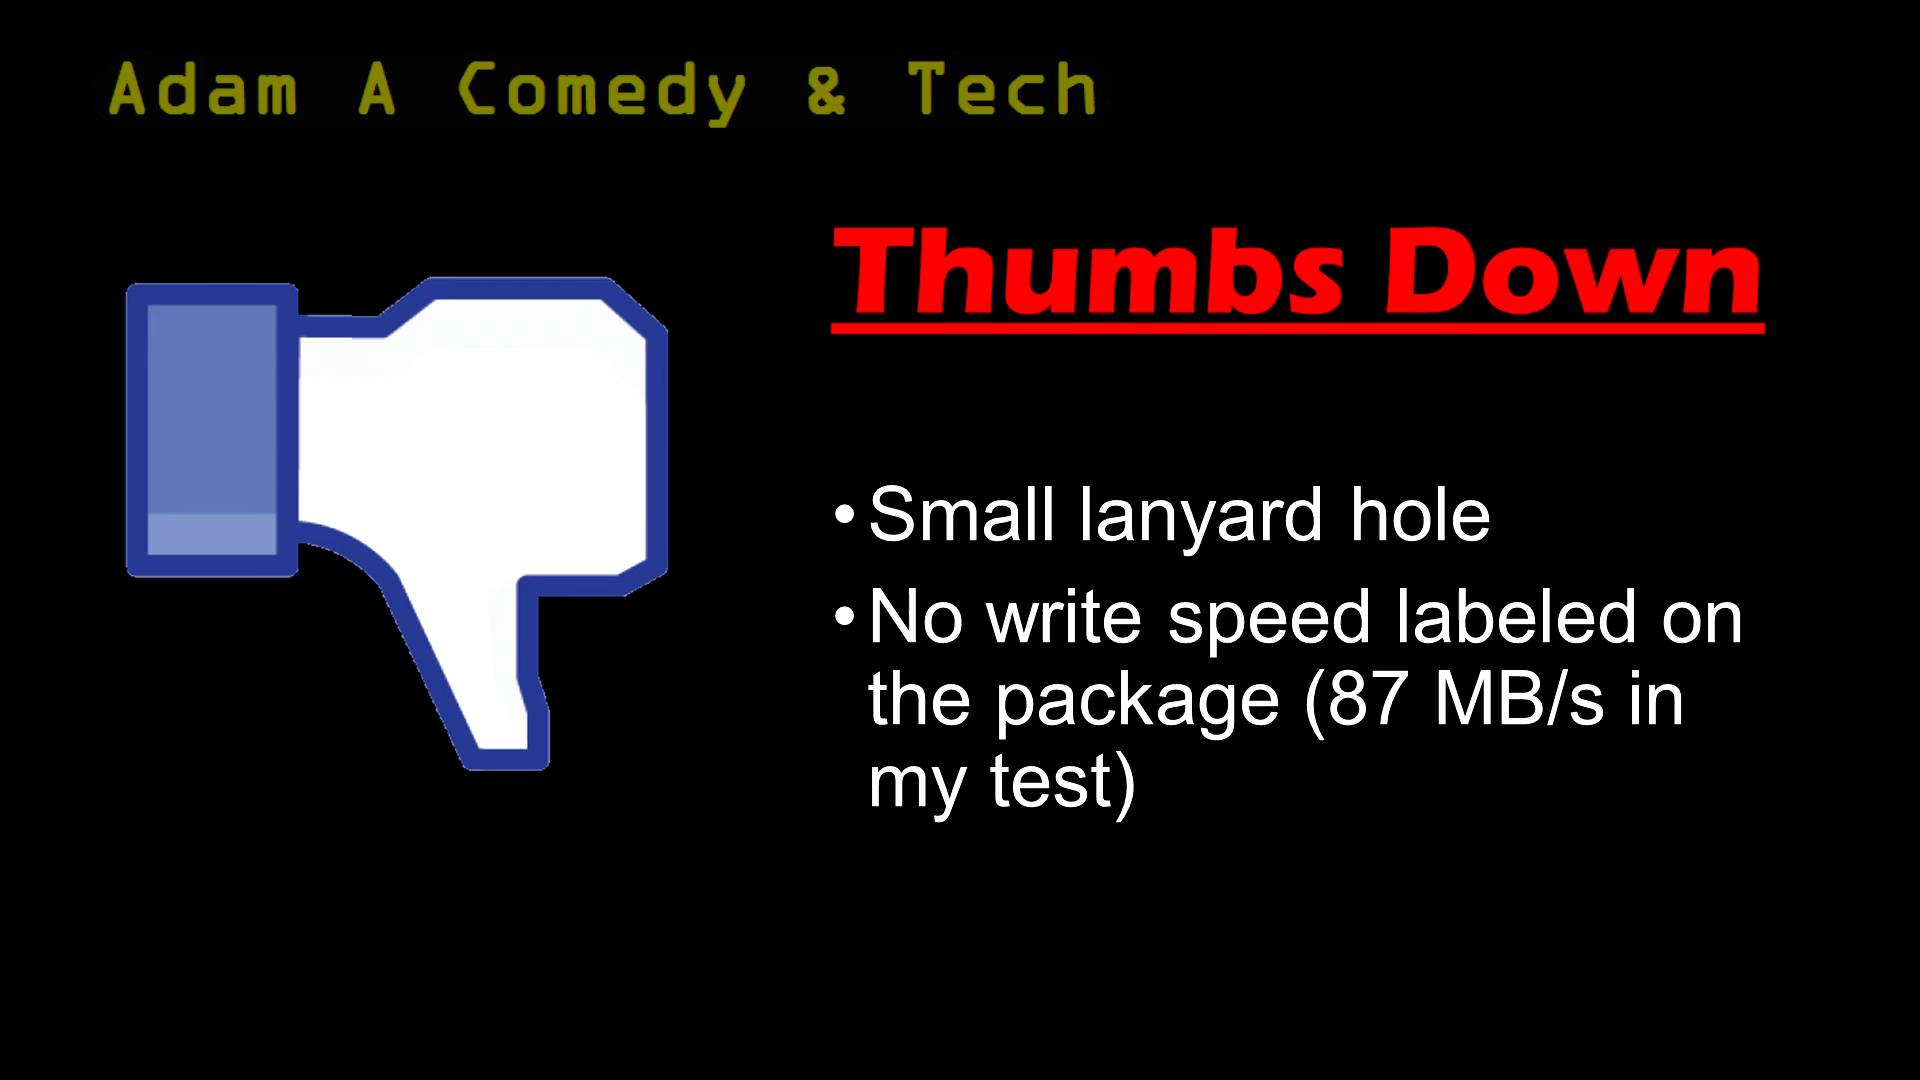 Adam A Comedy & Tech
Thumbs Down
• Small lanyard hole
• No write speed labeled on
the package (87 MB/s in
my test)